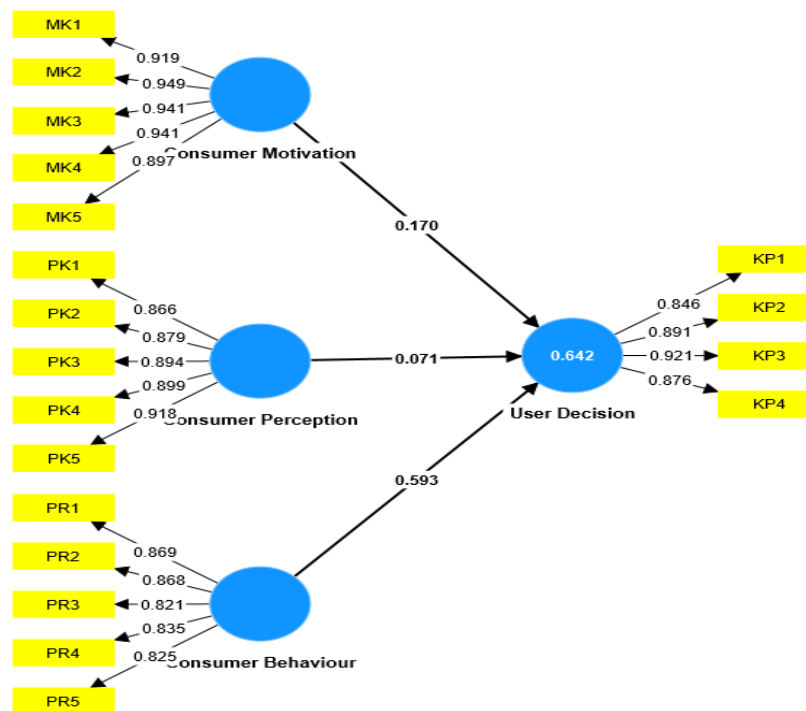 MK1
0.919
MK2
0.949
MK3
0.941
MK4
0.941
MK5
0.897
Consumer Motivation
0.170
PK1
0.866
PK2
0.879
PK3
0.894
PK4
0.899
PK5
0.918
Consumer Perception
0.071
PR1
0.869
PR2
0.868
PR3
0.821
PR4
0.835
PR5
0.825
Consumer Behaviour
0.593
0.642
User Decision
KP1
0.846
KP2
0.891
KP3
0.921
KP4
0.876